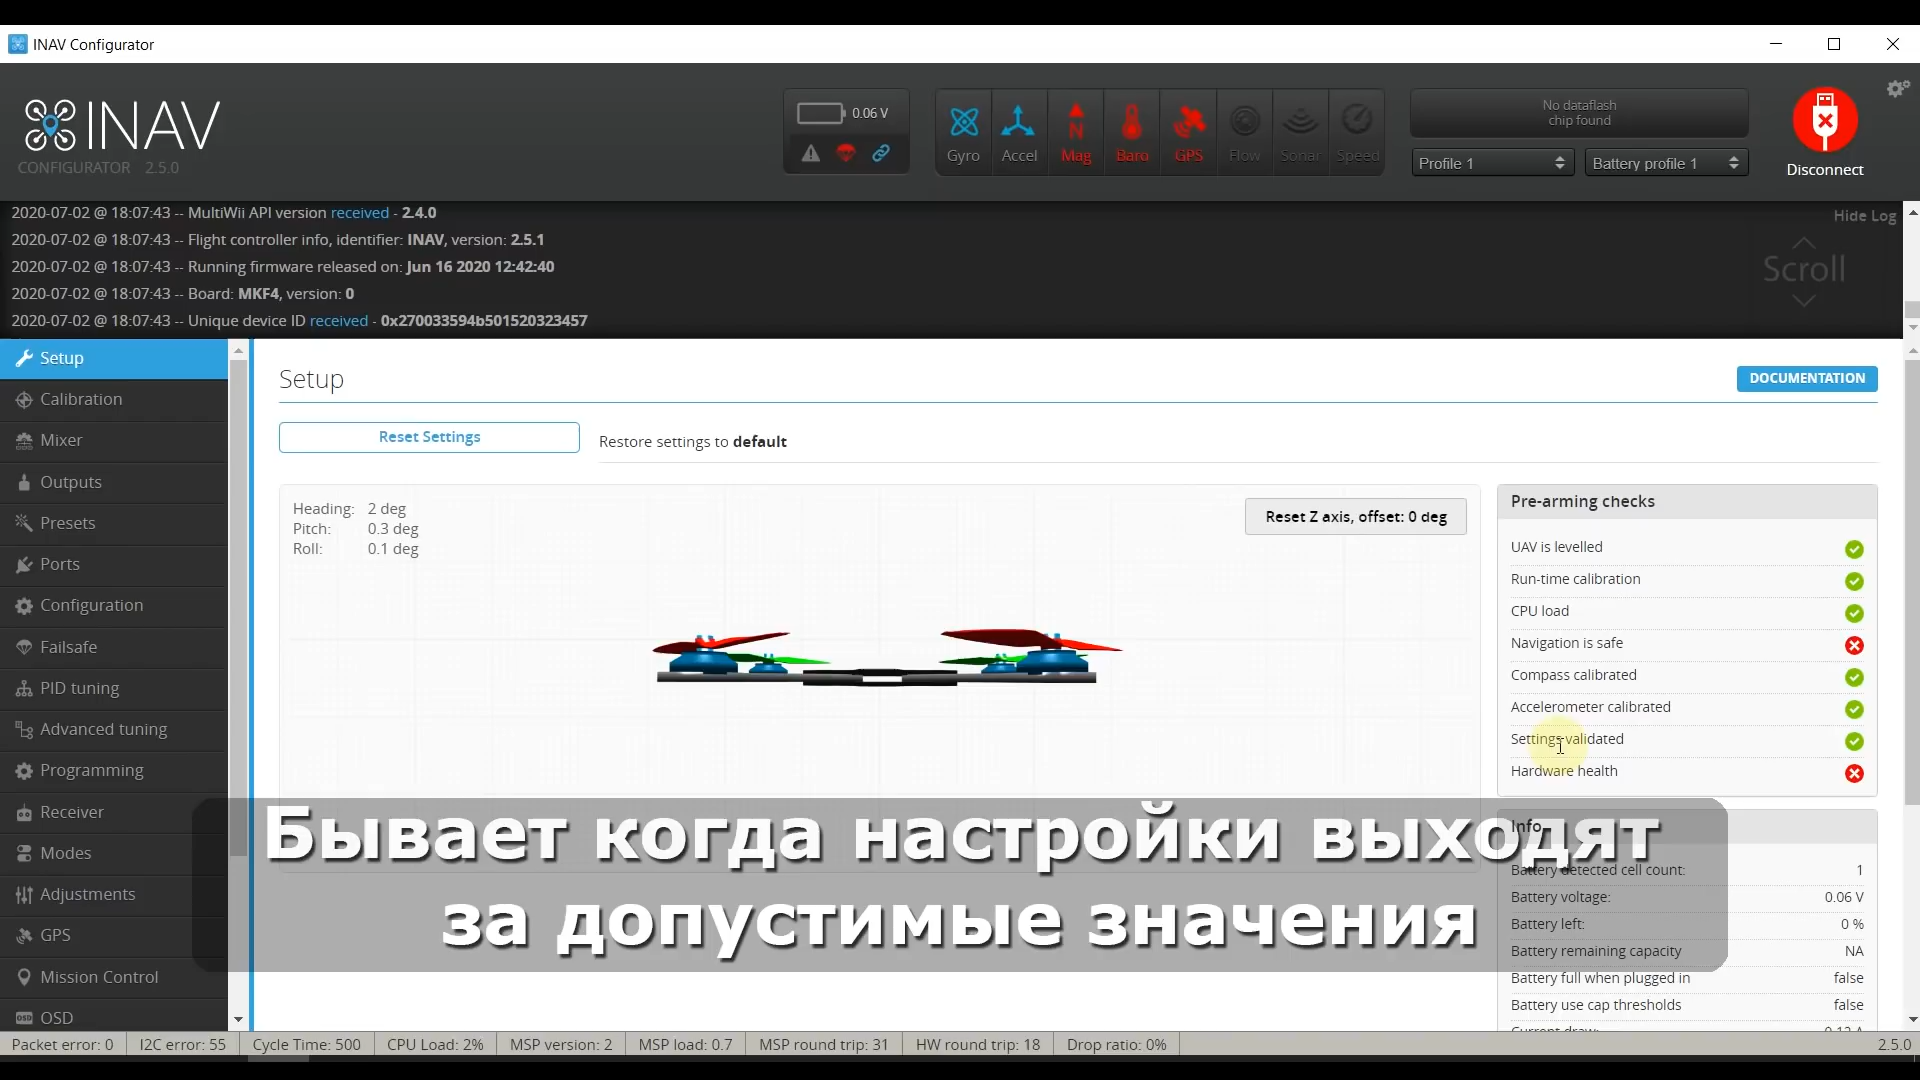 INAV Configurator
INAV
CONFIGURATOR 2.5.0
0.06 V
Gyro Accel Mag Baro GPS Flow Sonar Speed
No dataflash
chip found
Profile 1 Battery profile 1
Disconnect
2020-07-02 @ 18:07:43 -- MultiWii API version received - 2.4.0
2020-07-02 @ 18:07:43 -- Flight controller info, identifier: INAV, version: 2.5.1
2020-07-02 @ 18:07:43 -- Running firmware released on: Jun 16 2020 12:42:40
2020-07-02 @ 18:07:43 -- Board: MKF4, version: 0
2020-07-02 @ 18:07:43 -- Unique device ID received - 0x270033594b501520323457
Hide Log
Scroll
Setup
Calibration
Mixer
Outputs
Presets
Ports
Configuration
Failsafe
PID tuning
Advanced tuning
Programming
Receiver
Modes
Adjustments
GPS
Mission Control
OSD
Setup
DOCUMENTATION
Reset Settings
Restore settings to default
Heading: 2 deg
Pitch: 0.3 deg
Roll: 0.1 deg
Reset Z axis, offset: 0 deg
Pre-arming checks
UAV is levelled
Run-time calibration
CPU load
Navigation is safe
Compass calibrated
Accelerometer calibrated
Settings validated
Hardware health
Info
Battery detected cell count: 1
Battery voltage: 0.06 V
Battery left: 0 %
Battery remaining capacity NA
Battery full when plugged in false
Battery use cap thresholds false
Current draw: 0.12 A
Бывает когда настройки выходят
за допустимые значения
Packet error: 0 I2C error: 55 Cycle Time: 500 CPU Load: 2% MSP version: 2 MSP load: 0.7 MSP round trip: 31 HW round trip: 18 Drop ratio: 0% 2.5.0